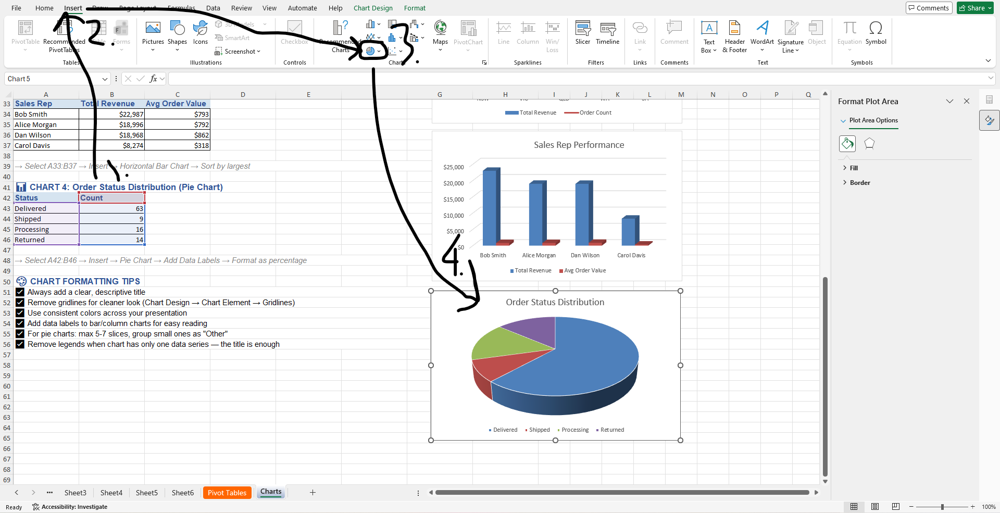 File Home Insert Draw Page Layout Formulas Data Review View Automate Help Chart Design Format Comments Share
PivotTable Recommended PivotTables Table Forms
Tables
Pictures Shapes Icons 3D Models SmartArt Screenshot
Illustrations
Checkbox
Controls
Recommended Charts Maps PivotChart
Charts
Line Column Win/ Loss
Sparklines
Slicer Timeline
Filters
Link
Links
Comment
Comments
Text Box Header & Footer WordArt Signature Line Object
Text
Equation Symbol
Symbols
1.
2.
3.
4.
Chart 5 fx
A B C D E G H I J K L M N O P Q
33 Sales Rep Total Revenue Avg Order Value
34 Bob Smith $22,987 $793
35 Alice Morgan $18,996 $792
36 Dan Wilson $18,968 $862
37 Carol Davis $8,274 $318
38
39 → Select A33:B37 → Insert → Horizontal Bar Chart → Sort by largest
40
41 CHART 4: Order Status Distribution (Pie Chart)
42 Status Count
43 Delivered 63
44 Shipped 9
45 Processing 16
46 Returned 14
47
48 → Select A42:B46 → Insert → Pie Chart → Add Data Labels → Format as percentage
49
50 CHART FORMATTING TIPS
51 Always add a clear, descriptive title
52 Remove gridlines for cleaner look (Chart Design → Chart Element → Gridlines)
53 Use consistent colors across your presentation
54 Add data labels to bar/column charts for easy reading
55 For pie charts: max 5-7 slices, group small ones as "Other"
56 Remove legends when chart has only one data series — the title is enough
57
58
59
60
61
62
63
64
65
66
67
68
69
Total Revenue Order Count
Sales Rep Performance
$25,000
$20,000
$15,000
$10,000
$5,000
$0
Bob Smith Alice Morgan Dan Wilson Carol Davis
Total Revenue Avg Order Value
Order Status Distribution
Delivered Shipped Processing Returned
Format Plot Area
Plot Area Options
Fill
Border
Sheet3 Sheet4 Sheet5 Sheet6 Pivot Tables Charts
Ready Accessibility: Investigate 100%